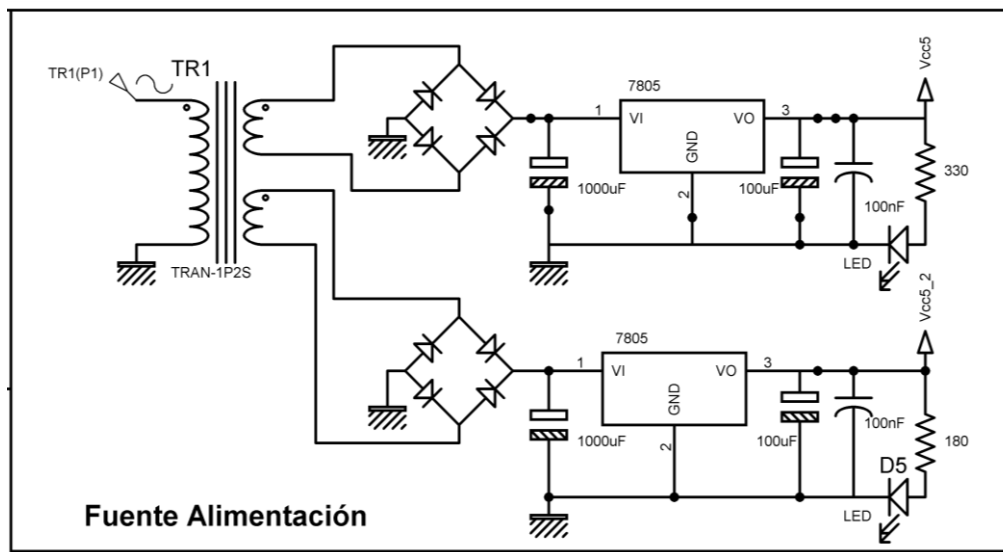 TR1(P1)
TR1
TRAN-1P2S
7805
1
VI
VO
3
GND
2
1000uF
100uF
100nF
Vcc5
330
LED
7805
1
VI
VO
3
GND
2
1000uF
100uF
100nF
Vcc5_2
180
D5
LED
Fuente Alimentación